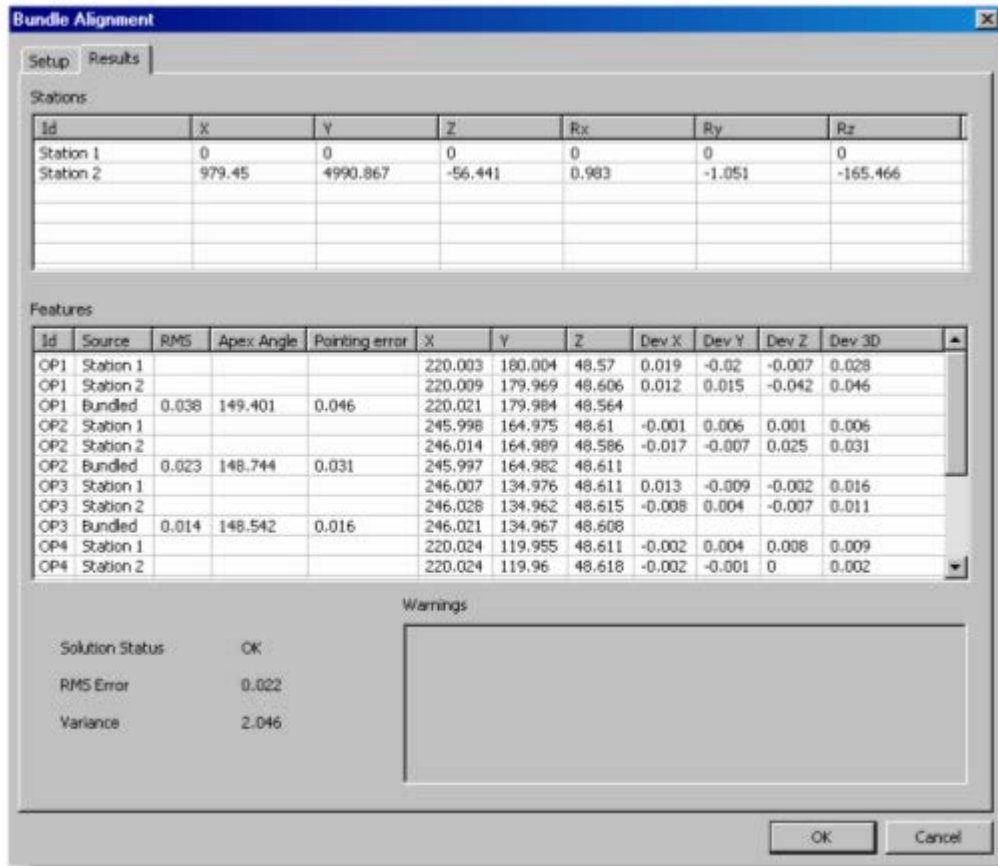 Bundle Alignment
Setup Results
Stations
Id X Y Z Rx Ry Rz
Station 1 0 0 0 0 0 0
Station 2 979.45 4990.867 -56.441 0.983 -1.051 -165.466
Features
Id Source RMS Apex Angle Pointing error X Y Z Dev X Dev Y Dev Z Dev 3D
OP1 Station 1 220.003 180.004 48.57 0.019 -0.02 -0.007 0.028
OP1 Station 2 220.009 179.969 48.606 0.012 0.015 -0.042 0.046
OP1 Bundled 0.038 149.401 0.046 220.021 179.984 48.564
OP2 Station 1 245.998 164.975 48.61 -0.001 0.006 0.001 0.006
OP2 Station 2 246.014 164.989 48.586 -0.017 -0.007 0.025 0.031
OP2 Bundled 0.023 148.744 0.031 245.997 164.982 48.611
OP3 Station 1 246.007 134.976 48.611 0.013 -0.009 -0.002 0.016
OP3 Station 2 246.028 134.962 48.615 -0.008 0.004 -0.007 0.011
OP3 Bundled 0.014 148.542 0.016 246.021 134.967 48.608
OP4 Station 1 220.024 119.955 48.611 -0.002 0.004 0.008 0.009
OP4 Station 2 220.024 119.96 48.618 -0.002 -0.001 0 0.002
Warnings
Solution Status OK
RMS Error 0.022
Variance 2.046
OK Cancel